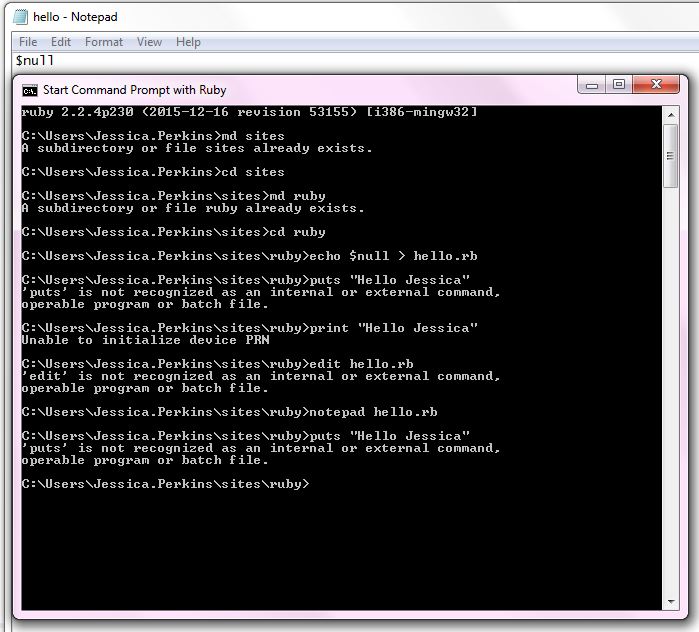 hello - Notepad
File Edit Format View Help
$null
Start Command Prompt with Ruby
ruby 2.2.4p230 (2015-12-16 revision 53155) [i386-mingw32]
C:\Users\Jessica.Perkins>md sites
A subdirectory or file sites already exists.
C:\Users\Jessica.Perkins>cd sites
C:\Users\Jessica.Perkins\sites>md ruby
A subdirectory or file ruby already exists.
C:\Users\Jessica.Perkins\sites>cd ruby
C:\Users\Jessica.Perkins\sites\ruby>echo $null > hello.rb
C:\Users\Jessica.Perkins\sites\ruby>puts "Hello Jessica"
'puts' is not recognized as an internal or external command,
operable program or batch file.
C:\Users\Jessica.Perkins\sites\ruby>print "Hello Jessica"
Unable to initialize device PRN
C:\Users\Jessica.Perkins\sites\ruby>edit hello.rb
'edit' is not recognized as an internal or external command,
operable program or batch file.
C:\Users\Jessica.Perkins\sites\ruby>notepad hello.rb
C:\Users\Jessica.Perkins\sites\ruby>puts "Hello Jessica"
'puts' is not recognized as an internal or external command,
operable program or batch file.
C:\Users\Jessica.Perkins\sites\ruby>